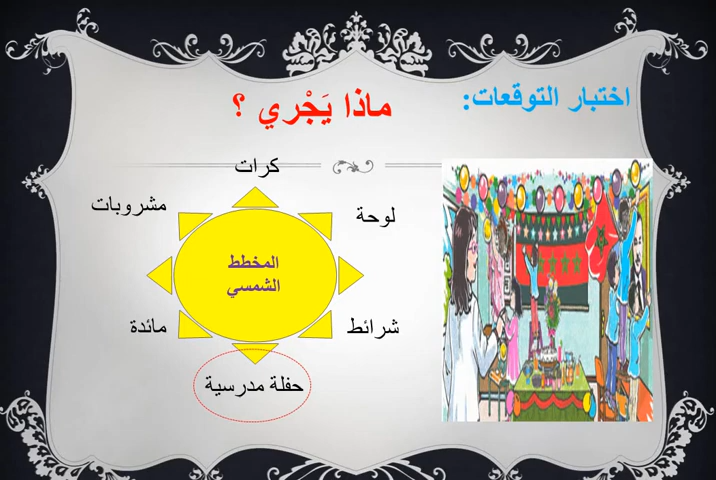 اختبار التوقعات:
ماذا يَجْري ؟
كرات
لوحة
مشروبات
المخطط
الشمسي
شرائط
مائدة
حفلة مدرسية